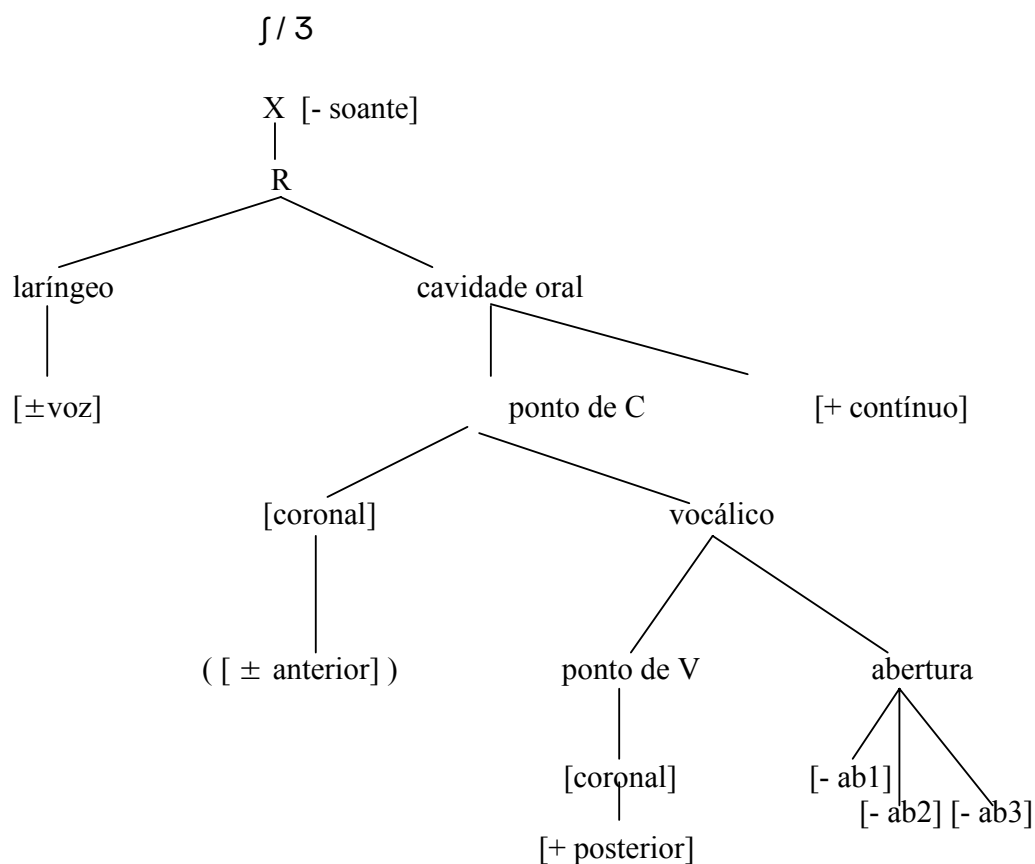 ʃ / ʒ
X [- soante]
R
laríngeo cavidade oral
[±voz] ponto de C [+ contínuo]
[coronal] vocálico
( [ ± anterior] ) ponto de V abertura
[coronal] [- ab1]
[- ab2] [- ab3]
[+ posterior]